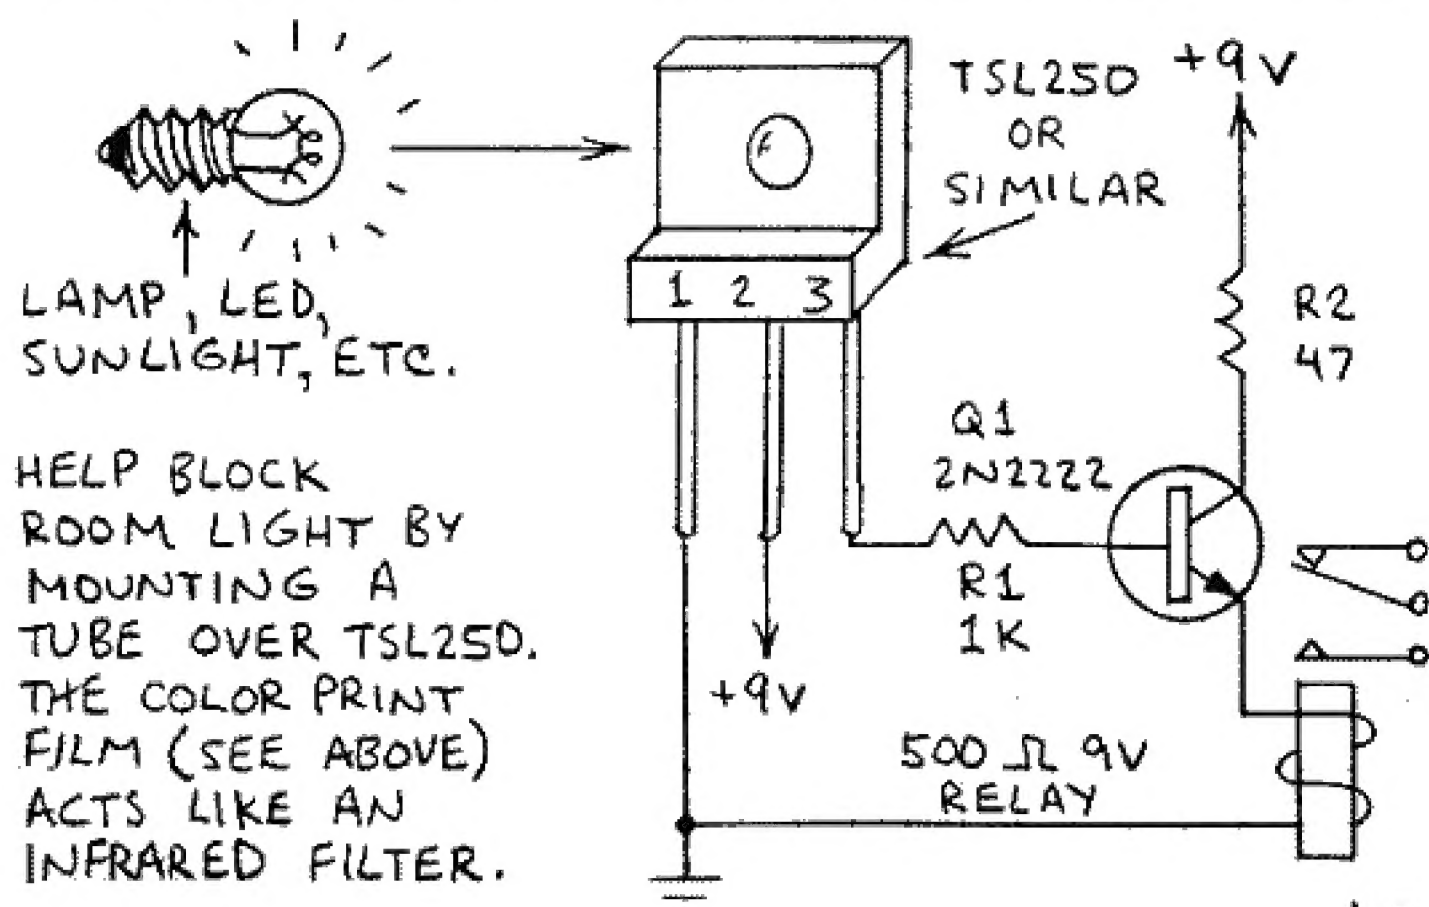 TSL250
OR
SIMILAR
+9V
1 2 3
LAMP, LED,
SUNLIGHT, ETC.
R2
47
Q1
2N2222
R1
1K
+9V
500 Ω 9V
RELAY
HELP BLOCK
ROOM LIGHT BY
MOUNTING A
TUBE OVER TSL250.
THE COLOR PRINT
FILM (SEE ABOVE)
ACTS LIKE AN
INFRARED FILTER.